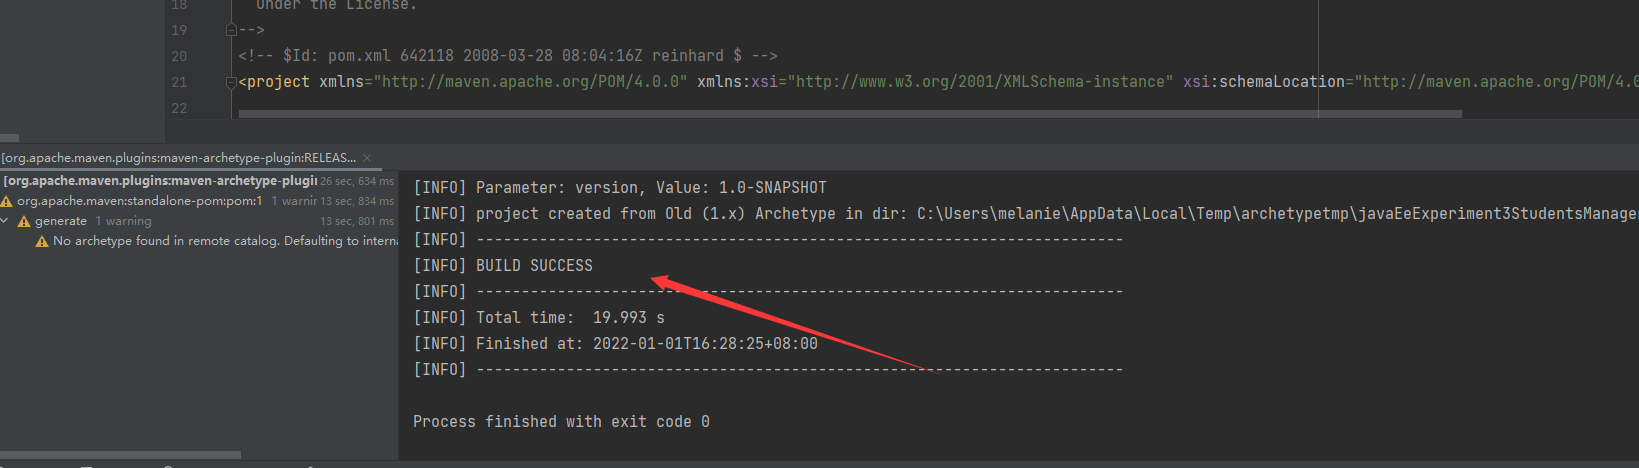 18 Under the License.
19 -->
20 <!-- $Id: pom.xml 642118 2008-03-28 08:04:16Z reinhard $ -->
21 <project xmlns="http://maven.apache.org/POM/4.0.0" xmlns:xsi="http://www.w3.org/2001/XMLSchema-instance" xsi:schemaLocation="http://maven.apache.org/POM/4.0
22
[org.apache.maven.plugins:maven-archetype-plugin:RELEAS...
[org.apache.maven.plugins:maven-archetype-plugin 26 sec, 634 ms
org.apache.maven:standalone-pom:pom:1 1 warnin 13 sec, 834 ms
generate 1 warning 13 sec, 801 ms
No archetype found in remote catalog. Defaulting to interna
[INFO] Parameter: version, Value: 1.0-SNAPSHOT
[INFO] project created from Old (1.x) Archetype in dir: C:\Users\melanie\AppData\Local\Temp\archetypetmp\javaEeExperiment3StudentsManage
[INFO] ------------------------------------------------------------------------
[INFO] BUILD SUCCESS
[INFO] ------------------------------------------------------------------------
[INFO] Total time:  19.993 s
[INFO] Finished at: 2022-01-01T16:28:25+08:00
[INFO] ------------------------------------------------------------------------
Process finished with exit code 0